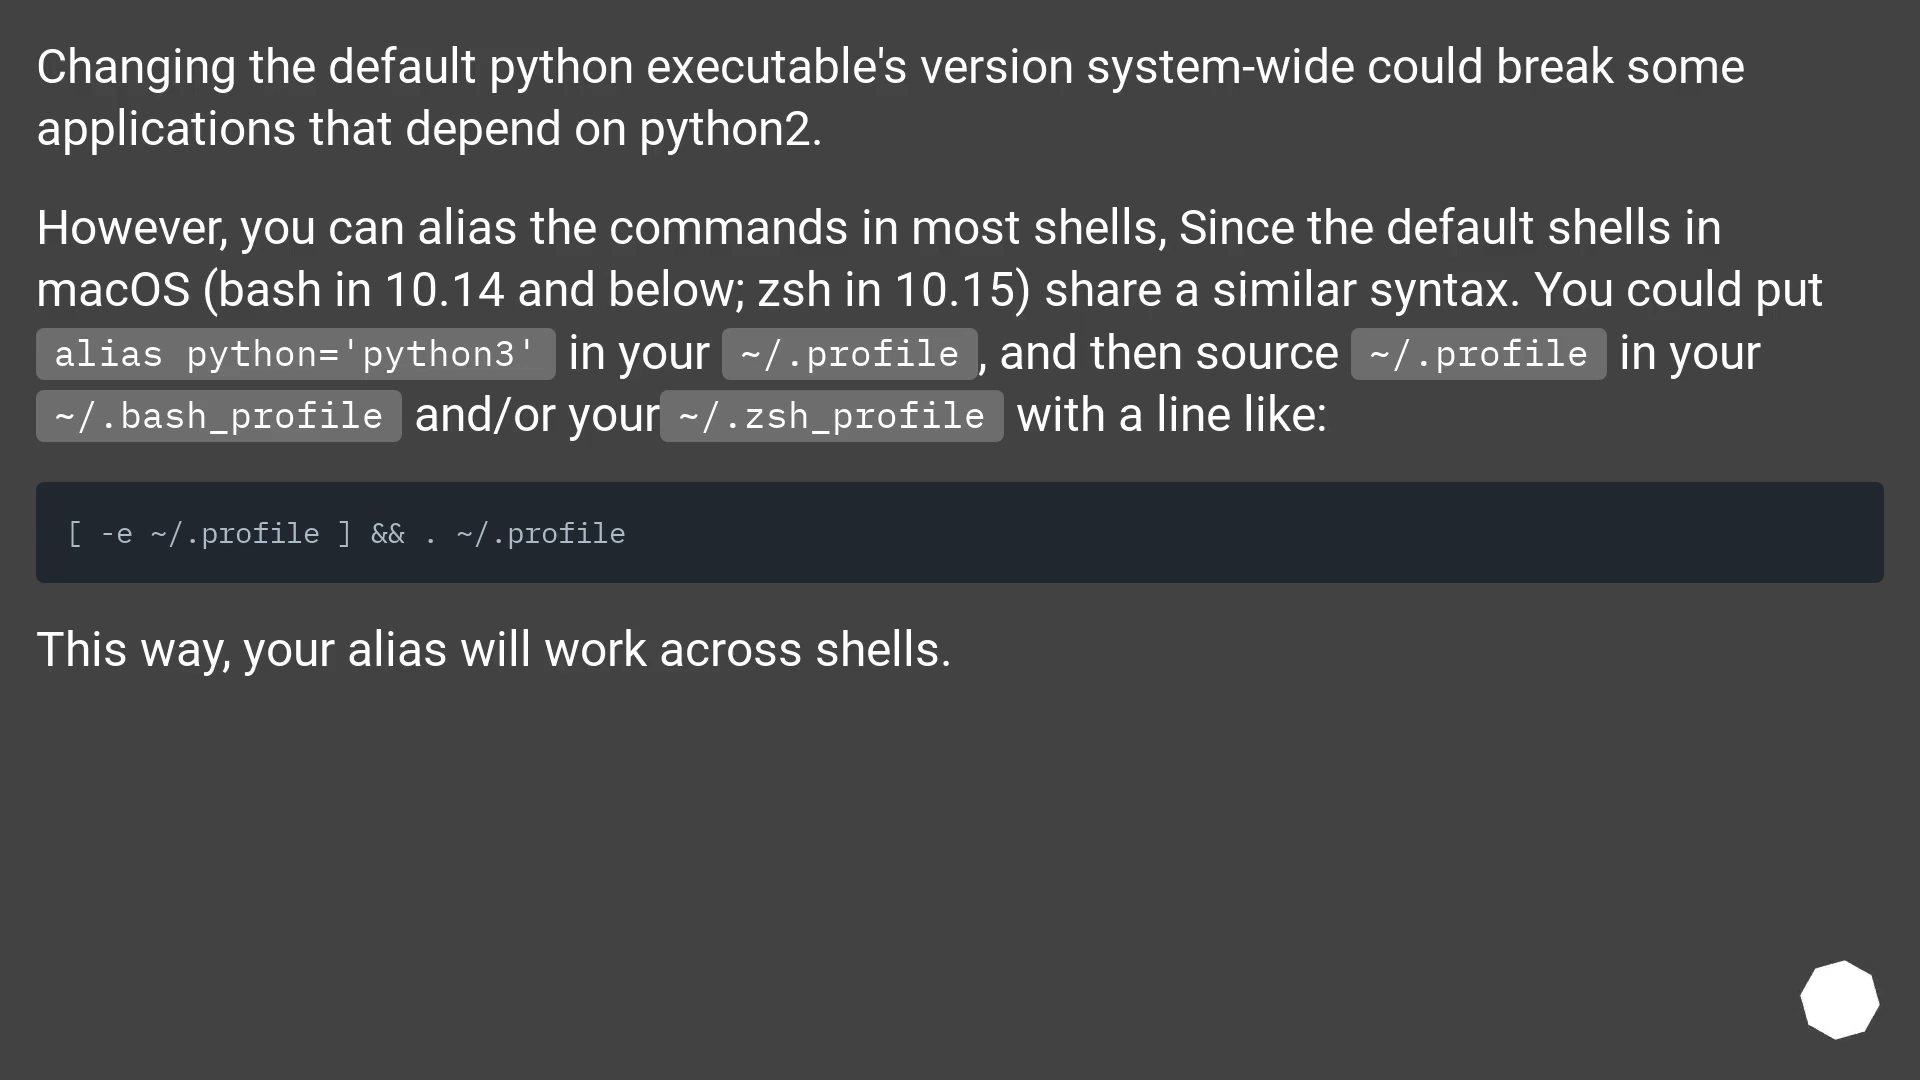 Changing the default python executable's version system-wide could break some
applications that depend on python2.
However, you can alias the commands in most shells, Since the default shells in
macOS (bash in 10.14 and below; zsh in 10.15) share a similar syntax. You could put
alias python='python3' in your ~/.profile, and then source ~/.profile in your
~/.bash_profile and/or your ~/.zsh_profile with a line like:
[ -e ~/.profile ] && . ~/.profile
This way, your alias will work across shells.